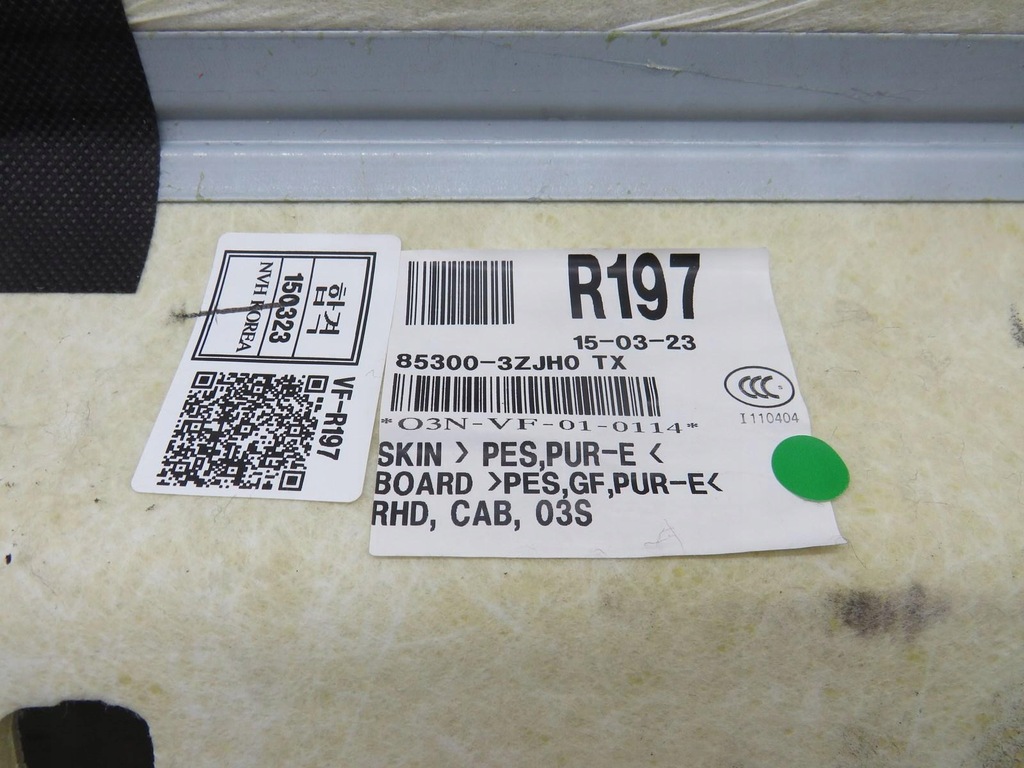 합격
150323
NVH KOREA
VF-R197
R197
15-03-23
85300-3ZJH0 TX
*O3N-VF-01-0114*
CCC
I110404
SKIN > PES,PUR-E <
BOARD >PES,GF,PUR-E<
RHD, CAB, 03S